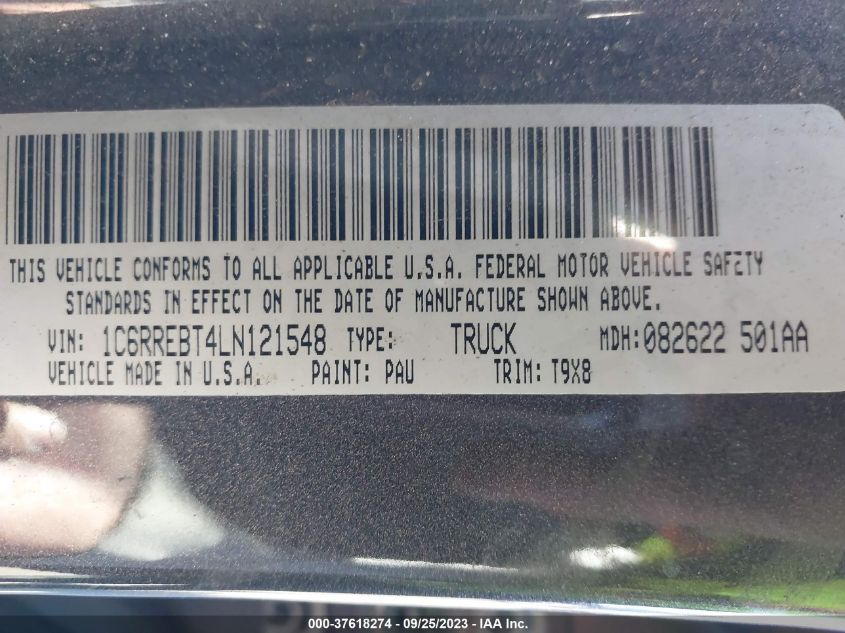 THIS VEHICLE CONFORMS TO ALL APPLICABLE U.S.A. FEDERAL MOTOR VEHICLE SAFETY
STANDARDS IN EFFECT ON THE DATE OF MANUFACTURE SHOWN ABOVE.
VIN: 1C6RREBT4LN121548 TYPE: TRUCK MDH:082622 501AA
VEHICLE MADE IN U.S.A. PAINT: PAU TRIM: T9X8
000-37618274 - 09/25/2023 - IAA Inc.